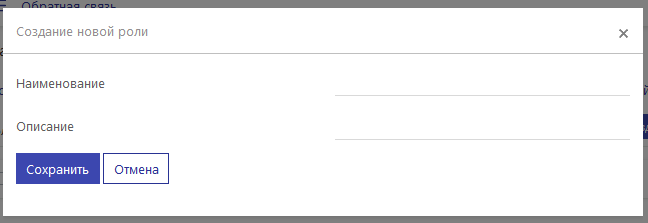 Обратная связь
Создание новой роли
×
Наименование
Описание
Сохранить
Отмена